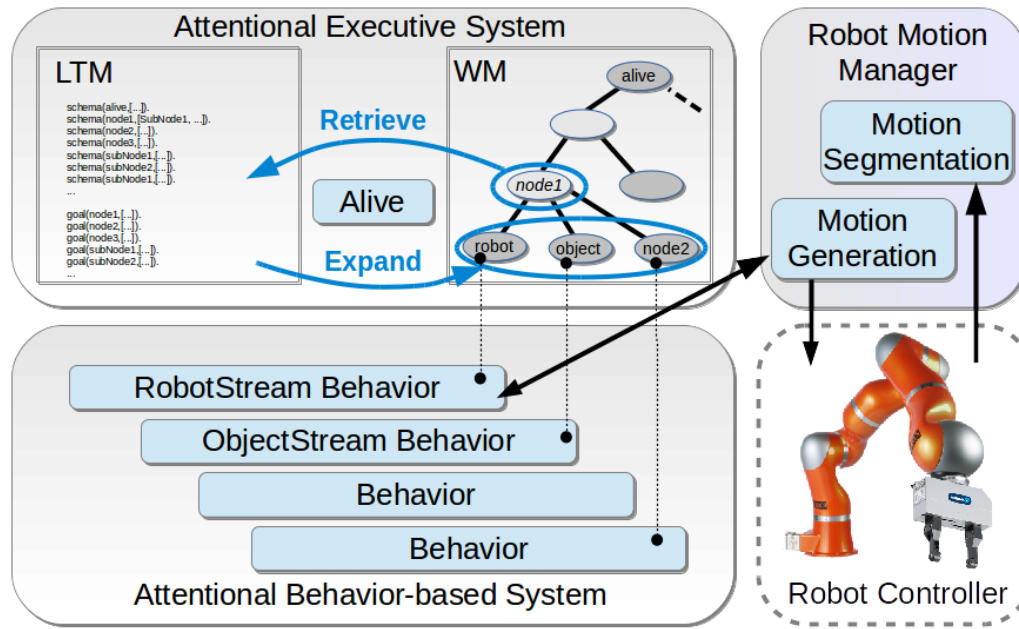 Attentional Executive System
LTM
schema(alive,[...]).
schema(node1,[SubNode1, ...]).
schema(node2,[...]).
schema(node3,[...]).
schema(subNode1,[...]).
schema(subNode2,[...]).
schema(subNode1,[...]).
...
goal(node1,[...]).
goal(node2,[...]).
goal(node3,[...]).
goal(subNode1,[...]).
goal(subNode2,[...]).
...
Retrieve
Alive
Expand
WM
alive
node1
robot
object
node2
Robot Motion
Manager
Motion
Segmentation
Motion
Generation
RobotStream Behavior
ObjectStream Behavior
Behavior
Behavior
Attentional Behavior-based System
Robot Controller